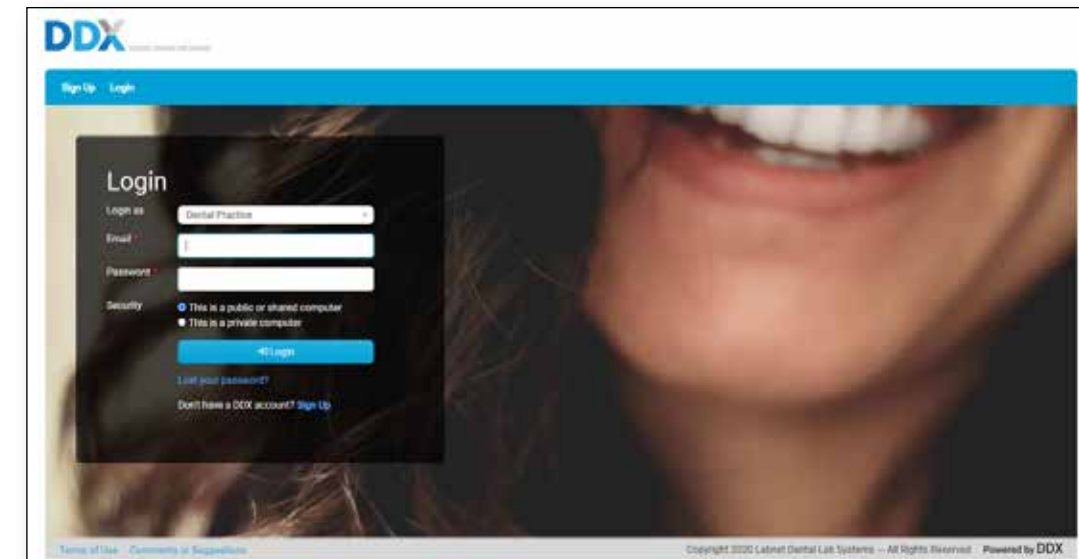 DDX
Sign Up Login
Login
Login as Dental Practice
Email *
Password *
Security This is a public or shared computer
This is a private computer
Login
Lost your password?
Don't have a DDX account? Sign Up
Terms of Use Comments or Suggestions Copyright 2020 Labnet Dental Lab Systems -- All Rights Reserved Powered by DDX